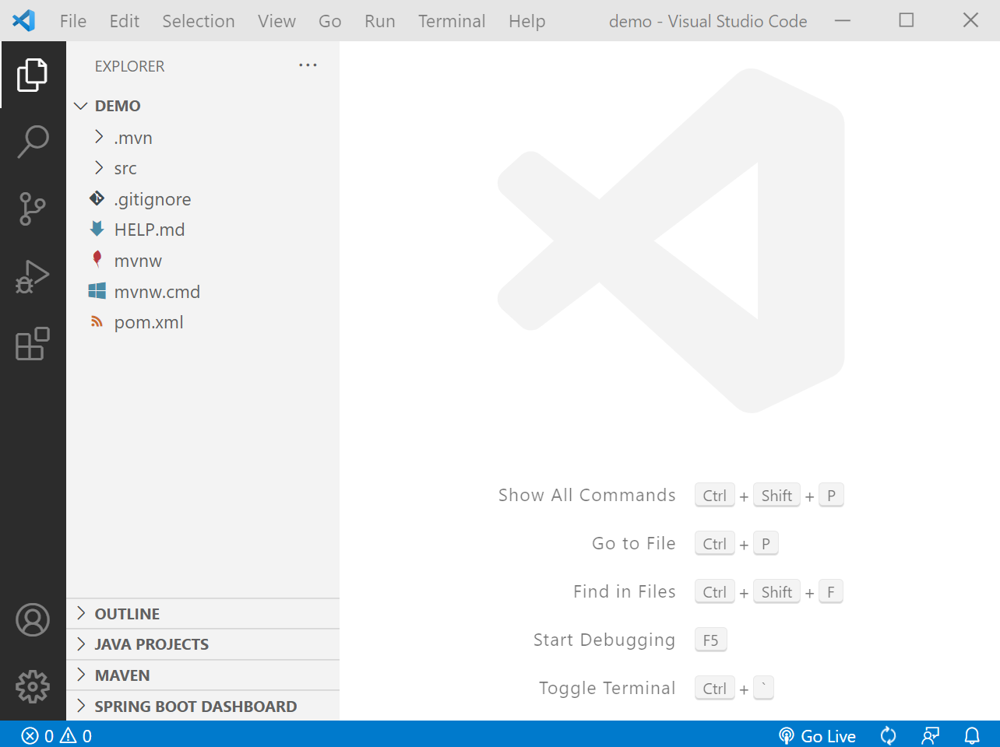 File Edit Selection View Go Run Terminal Help demo - Visual Studio Code
EXPLORER ...
DEMO
.mvn
src
.gitignore
HELP.md
mvnw
mvnw.cmd
pom.xml
Show All Commands Ctrl + Shift + P
Go to File Ctrl + P
Find in Files Ctrl + Shift + F
Start Debugging F5
Toggle Terminal Ctrl + `
OUTLINE
JAVA PROJECTS
MAVEN
SPRING BOOT DASHBOARD
0 0 Go Live